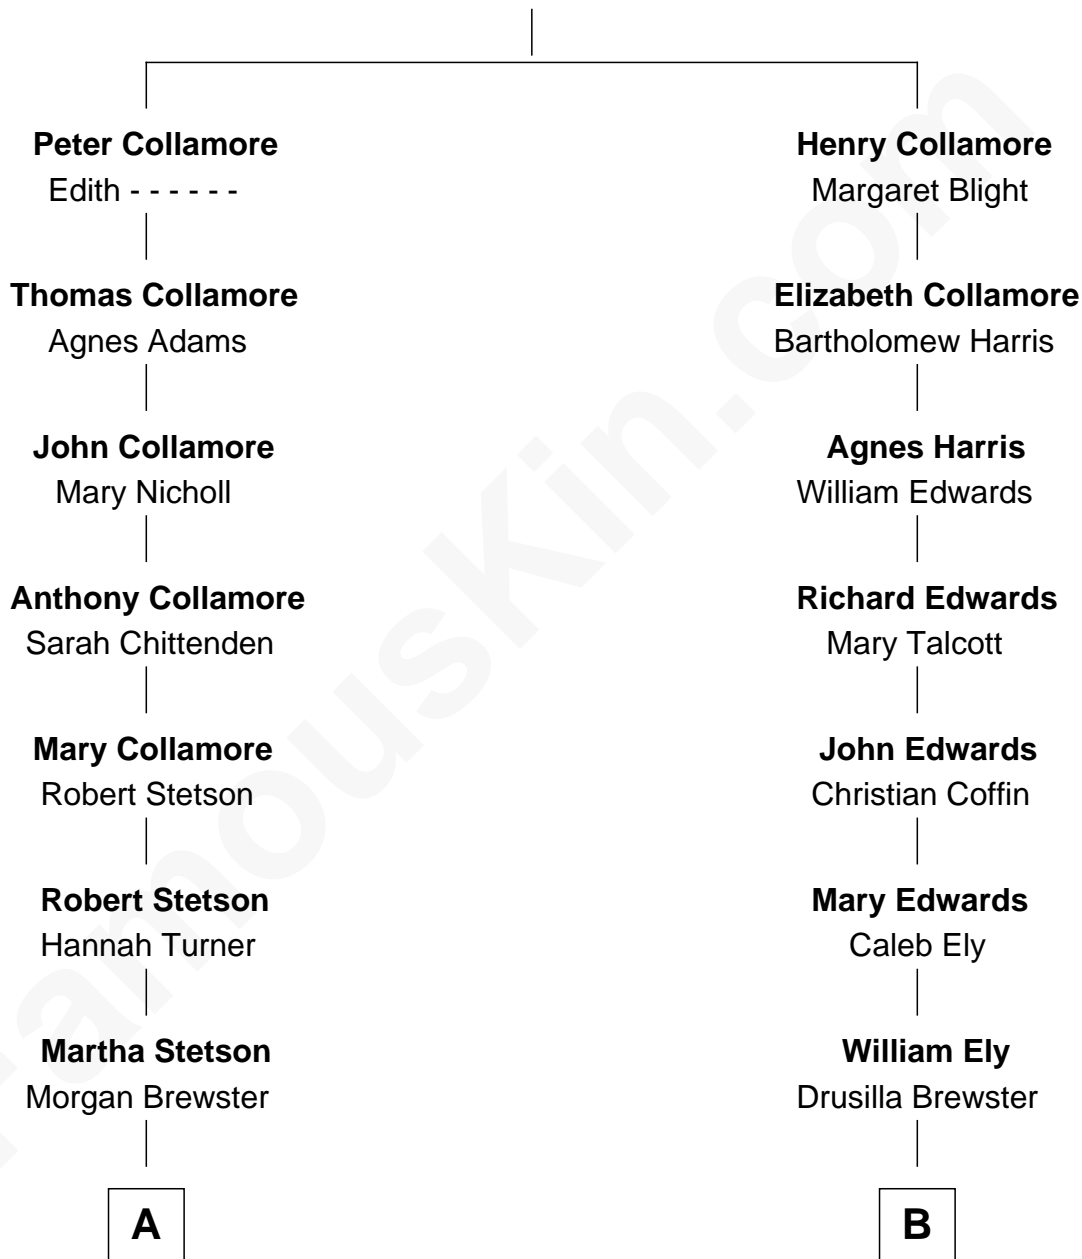 Peter Collamore
Edith - - - - - -
Henry Collamore
Margaret Blight
Thomas Collamore
Agnes Adams
Elizabeth Collamore
Bartholomew Harris
John Collamore
Mary Nicholl
Agnes Harris
William Edwards
Anthony Collamore
Sarah Chittenden
Richard Edwards
Mary Talcott
Mary Collamore
Robert Stetson
John Edwards
Christian Coffin
Robert Stetson
Hannah Turner
Mary Edwards
Caleb Ely
Martha Stetson
Morgan Brewster
William Ely
Drusilla Brewster
A
B
FamousKin.com